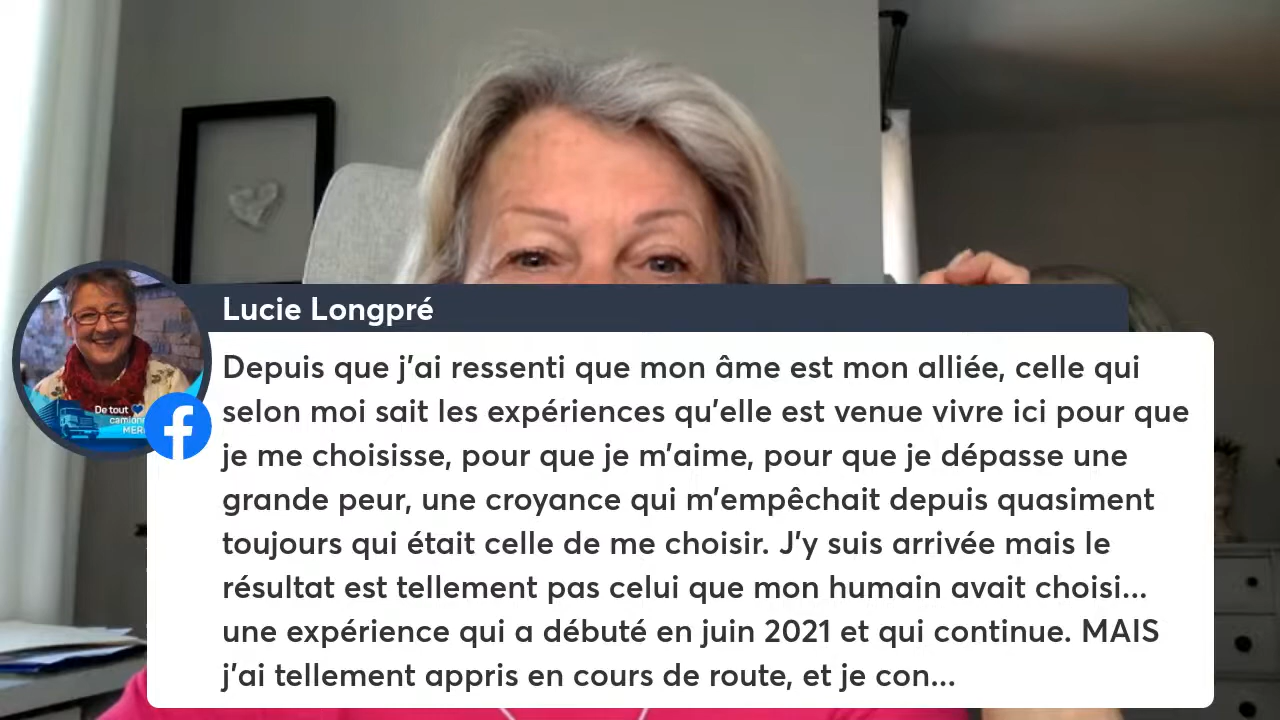 Lucie Longpré
Depuis que j'ai ressenti que mon âme est mon alliée, celle qui
selon moi sait les expériences qu'elle est venue vivre ici pour que
je me choisisse, pour que je m'aime, pour que je dépasse une
grande peur, une croyance qui m'empêchait depuis quasiment
toujours qui était celle de me choisir. J'y suis arrivée mais le
résultat est tellement pas celui que mon humain avait choisi...
une expérience qui a débuté en juin 2021 et qui continue. MAIS
j'ai tellement appris en cours de route, et je con...
De tout